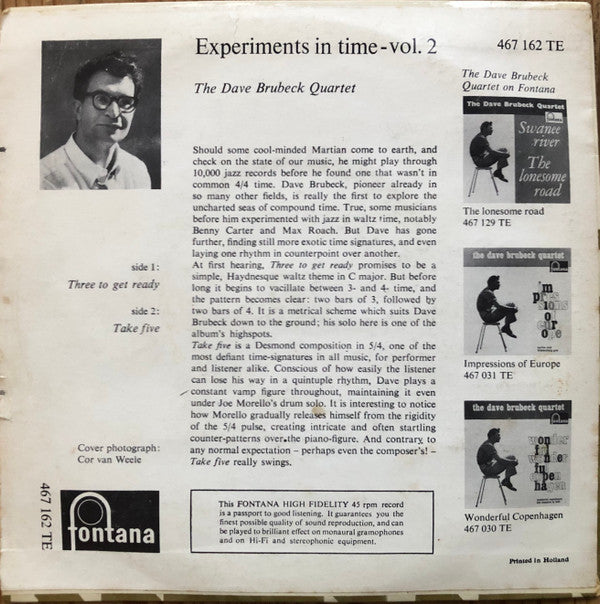 Experiments in time-vol. 2
467 162 TE
The Dave Brubeck Quartet
The Dave Brubeck
Quartet on Fontana
Should some cool-minded Martian come to earth, and
check on the state of our music, he might play through
10,000 jazz records before he found one that wasn't in
common 4/4 time. Dave Brubeck, pioneer already in
so many other fields, is really the first to explore the
uncharted seas of compound time. True, some musicians
before him experimented with jazz in waltz time, notably
Benny Carter and Max Roach. But Dave has gone
further, finding still more exotic time signatures, and even
laying one rhythm in counterpoint over another.
At first hearing, Three to get ready promises to be a
simple, Haydnesque waltz theme in C major. But before
long it begins to vacillate between 3- and 4- time, and
the pattern becomes clear: two bars of 3, followed by
two bars of 4. It is a metrical scheme which suits Dave
Brubeck down to the ground; his solo here is one of the
album's highspots.
Take five is a Desmond composition in 5/4, one of the
most defiant time-signatures in all music, for performer
and listener alike. Conscious of how easily the listener
can lose his way in a quintuple rhythm, Dave plays a
constant vamp figure throughout, maintaining it even
under Joe Morello's drum solo. It is interesting to notice
how Morello gradually releases himself from the rigidity
of the 5/4 pulse, creating intricate and often startling
counter-patterns over the piano-figure. And contrary to
any normal expectation – perhaps even the composer's! –
Take five really swings.
side 1:
Three to get ready
side 2:
Take five
Cover photograph:
Cor van Weele
467 162 TE
fontana
This FONTANA HIGH FIDELITY 45 rpm record
is a passport to good listening. It guarantees you the
finest possible quality of sound reproduction, and can
be played to brilliant effect on monaural gramophones
and on Hi-Fi and stereophonic equipment.
The Dave Brubeck Quartet
fontana
Swanee
river
The
lonesome
road
The lonesome road
467 129 TE
the dave brubeck quartet
fontana
im
pres
sions
of
eur
ope
Impressions of Europe
467 031 TE
the dave brubeck quartet
wonder
ful
wonder
ful
copen
hagen
Wonderful Copenhagen
467 030 TE
Printed in Holland